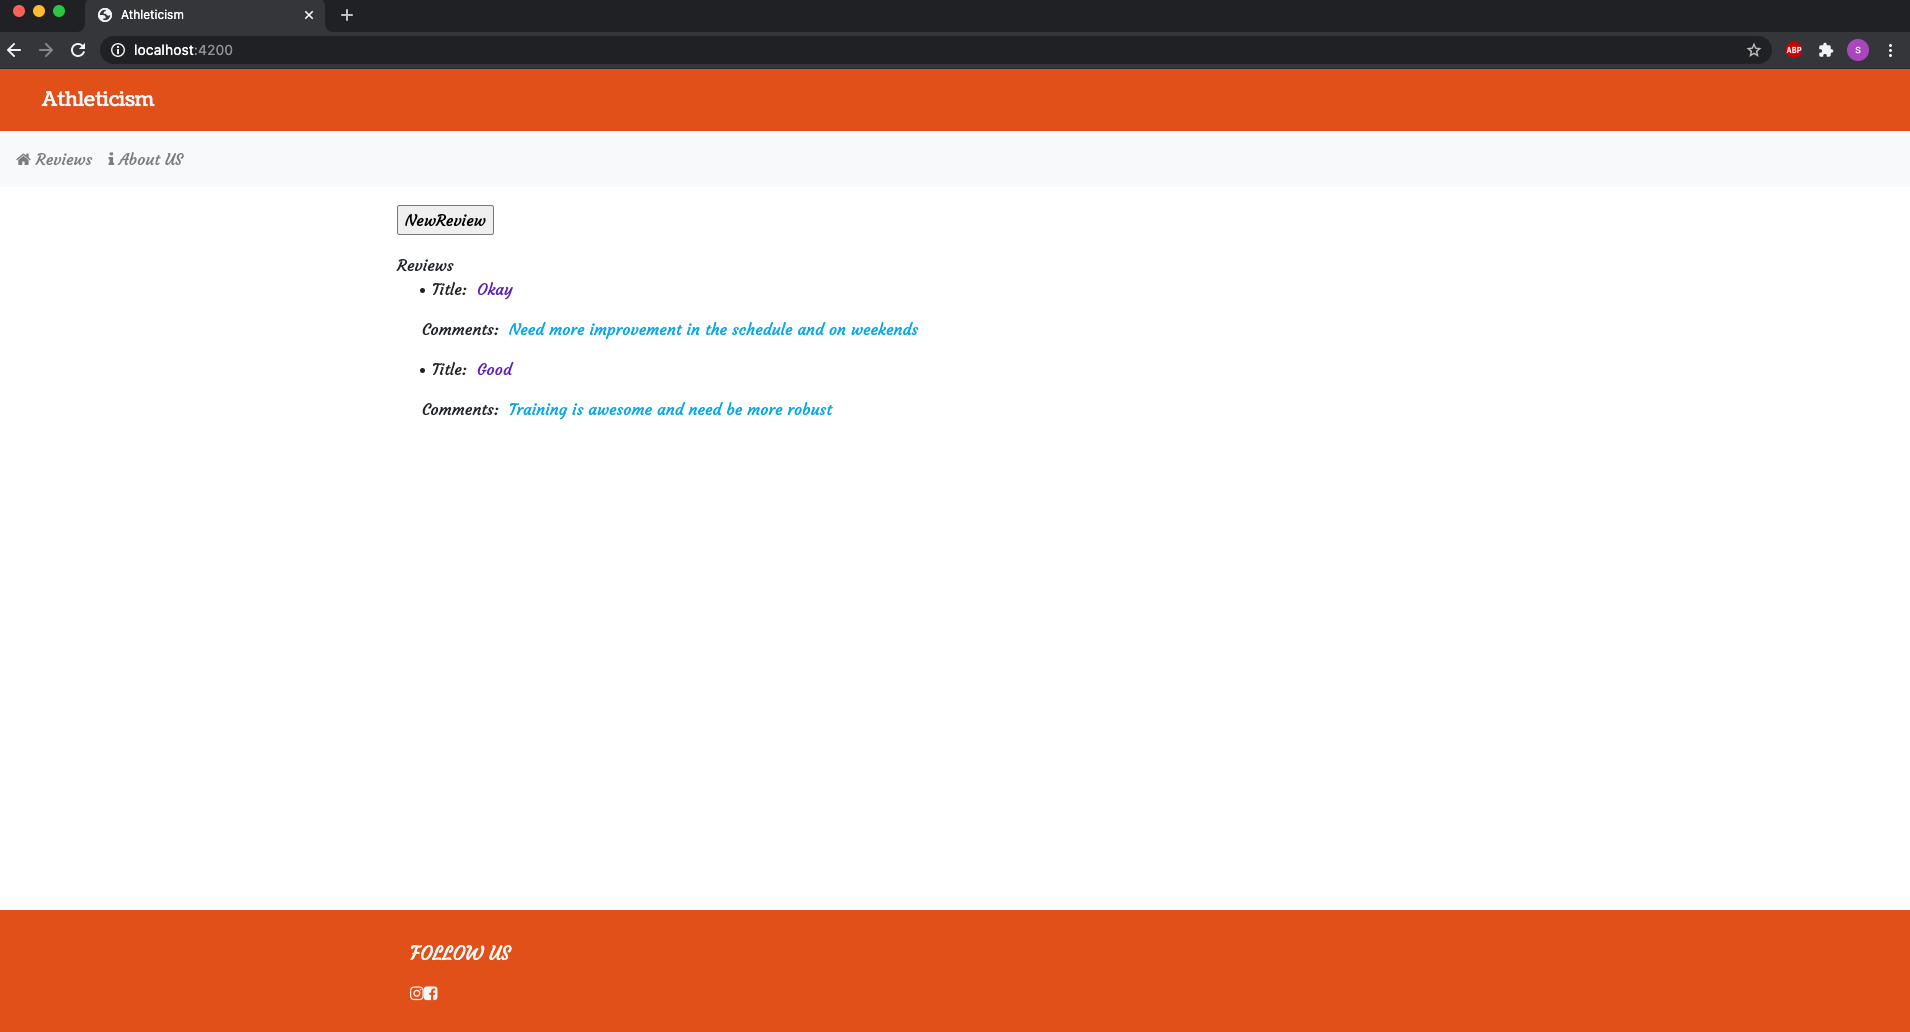 Athleticism
localhost:4200
ABP
S
Athleticism
Reviews About US
NewReview
Reviews
• Title: Okay
Comments: Need more improvement in the schedule and on weekends
• Title: Good
Comments: Training is awesome and need be more robust
FOLLOW US